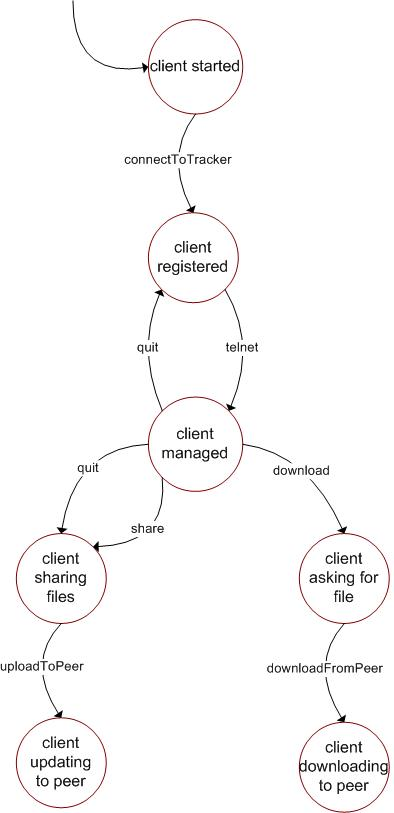 client started
connectToTracker
client
registered
quit
telnet
client
managed
quit
download
share
client
sharing
files
client
asking for
file
uploadToPeer
downloadFromPeer
client
updating
to peer
client
downloading
to peer